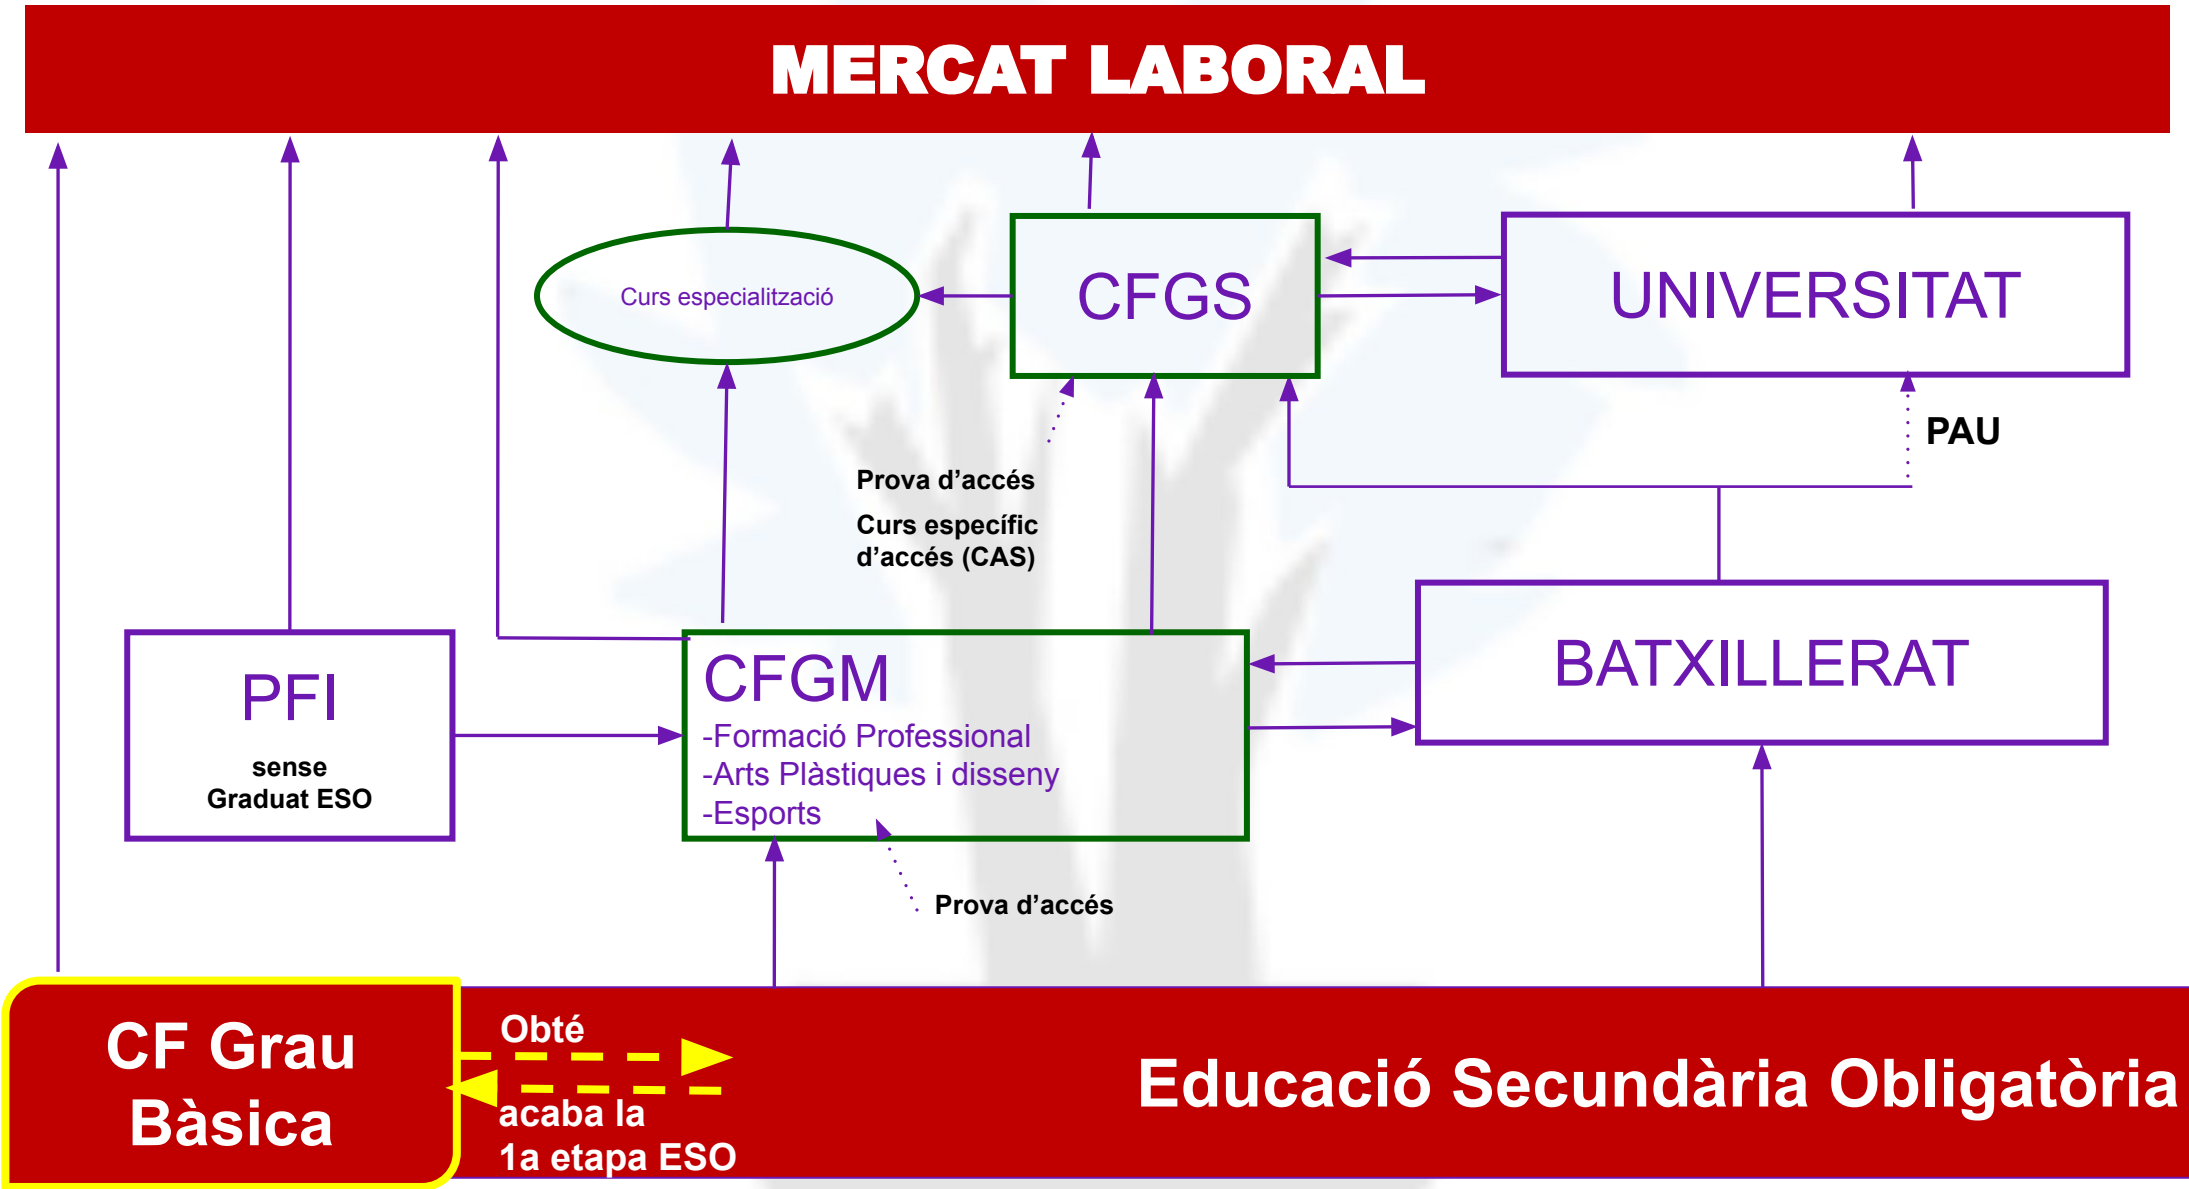 MERCAT LABORAL
Curs especialització
CFGS
UNIVERSITAT
PAU
Prova d’accés
Curs específic
d’accés (CAS)
PFI
sense
Graduat ESO
CFGM
-Formació Professional
-Arts Plàstiques i disseny
-Esports
BATXILLERAT
Prova d’accés
CF Grau
Bàsica
Obté
acaba la
1a etapa ESO
Educació Secundària Obligatòria